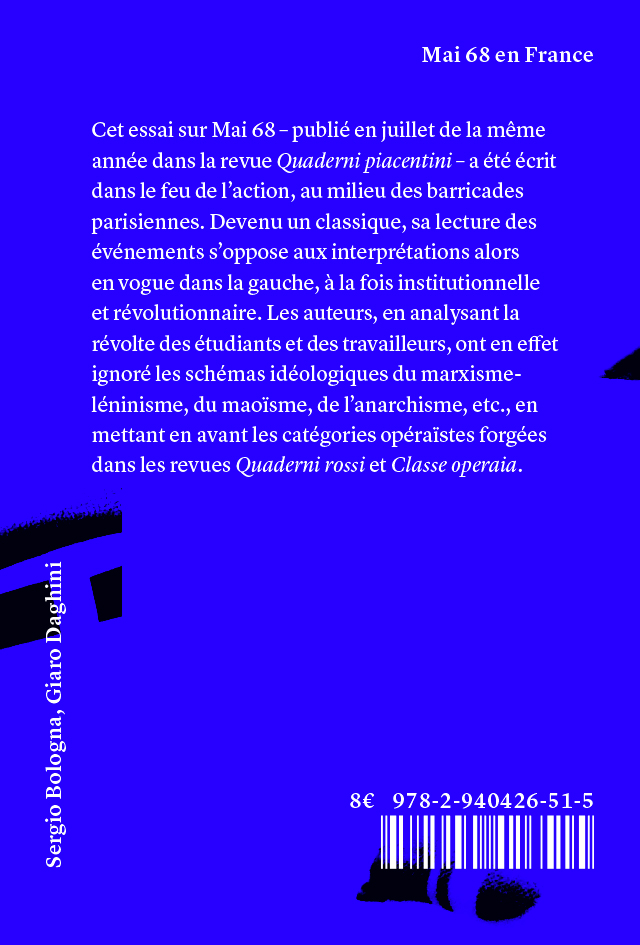 Mai 68 en France
Cet essai sur Mai 68 – publié en juillet de la même
année dans la revue Quaderni piacentini – a été écrit
dans le feu de l’action, au milieu des barricades
parisiennes. Devenu un classique, sa lecture des
événements s’oppose aux interprétations alors
en vogue dans la gauche, à la fois institutionnelle
et révolutionnaire. Les auteurs, en analysant la
révolte des étudiants et des travailleurs, ont en effet
ignoré les schémas idéologiques du marxisme-
léninisme, du maoïsme, de l’anarchisme, etc., en
mettant en avant les catégories opéraïstes forgées
dans les revues Quaderni rossi et Classe operaia.
Sergio Bologna, Giaro Daghini
8€ 978-2-940426-51-5